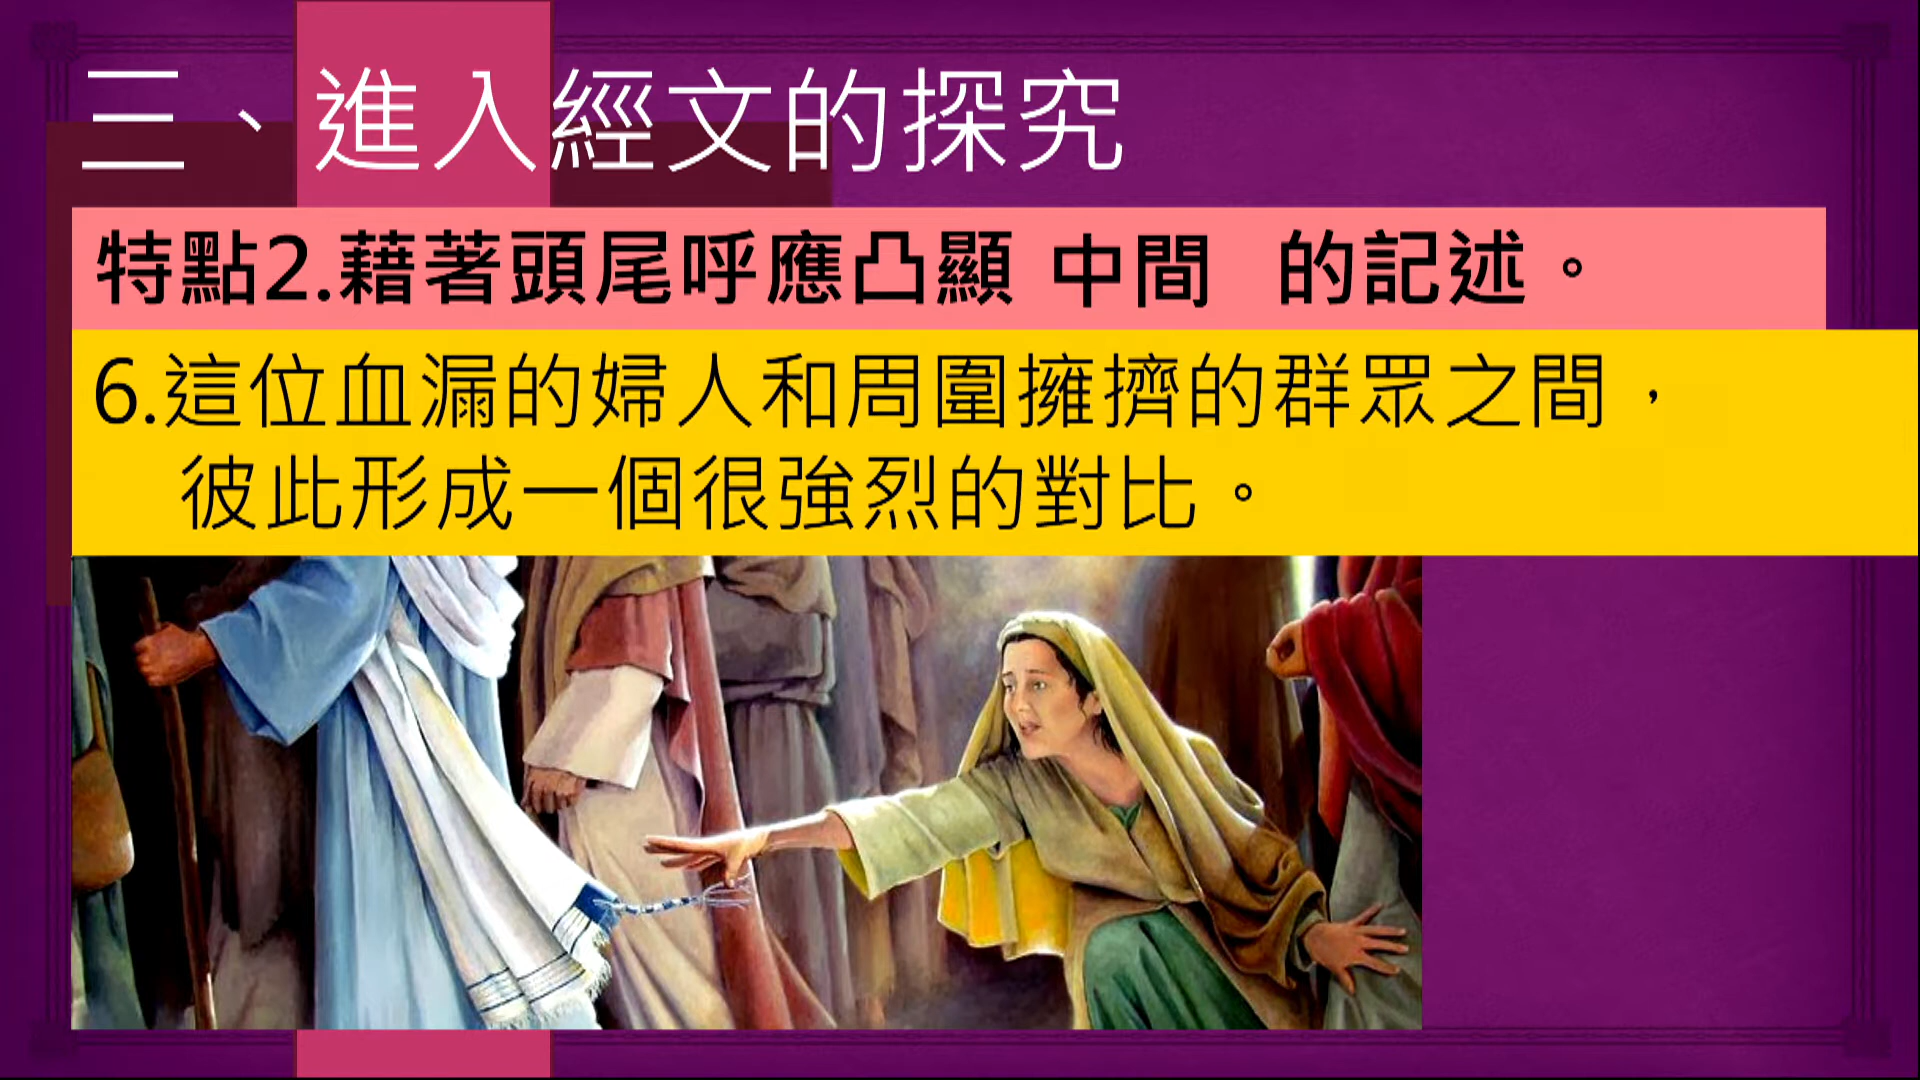 三、進入經文的探究
特點2.藉著頭尾呼應凸顯 中間 的記述。
6.這位血漏的婦人和周圍擁擠的群眾之間，
彼此形成一個很強烈的對比。